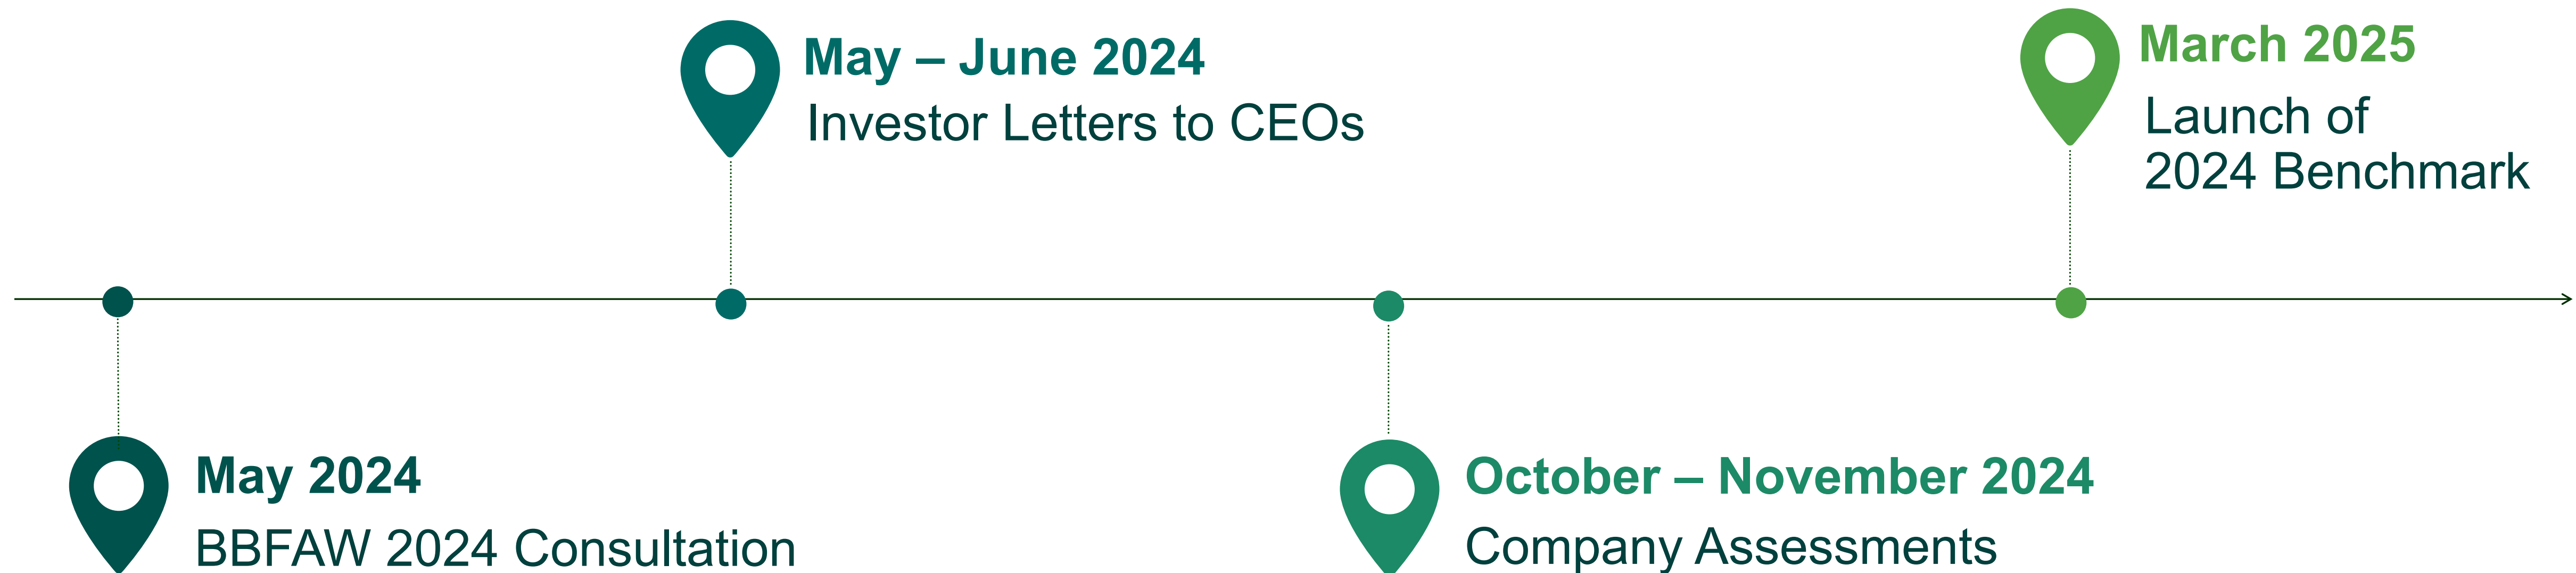 May – June 2024
Investor Letters to CEOs
March 2025
Launch of
2024 Benchmark
May 2024
BBFAW 2024 Consultation
October – November 2024
Company Assessments